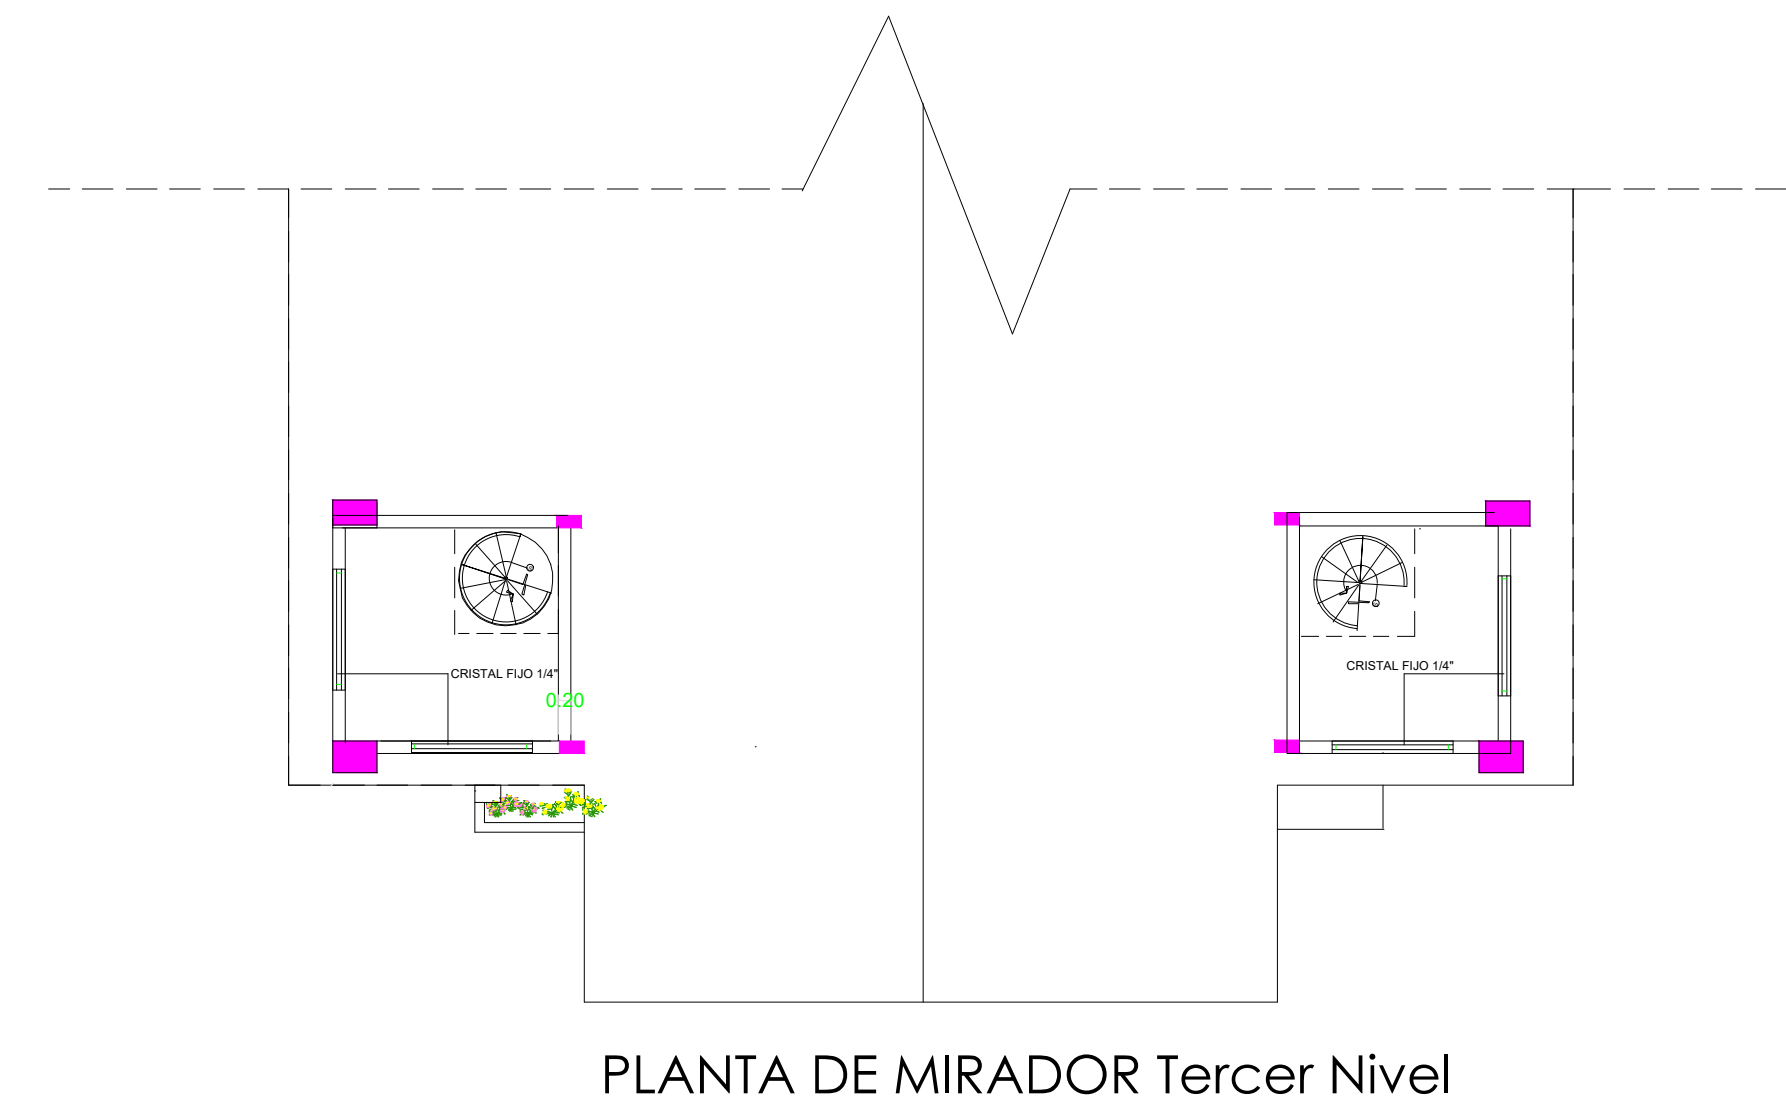 CRISTAL FIJO 1/4"
CRISTAL FIJO 1/4"
0.20
PLANTA DE MIRADOR Tercer Nivel